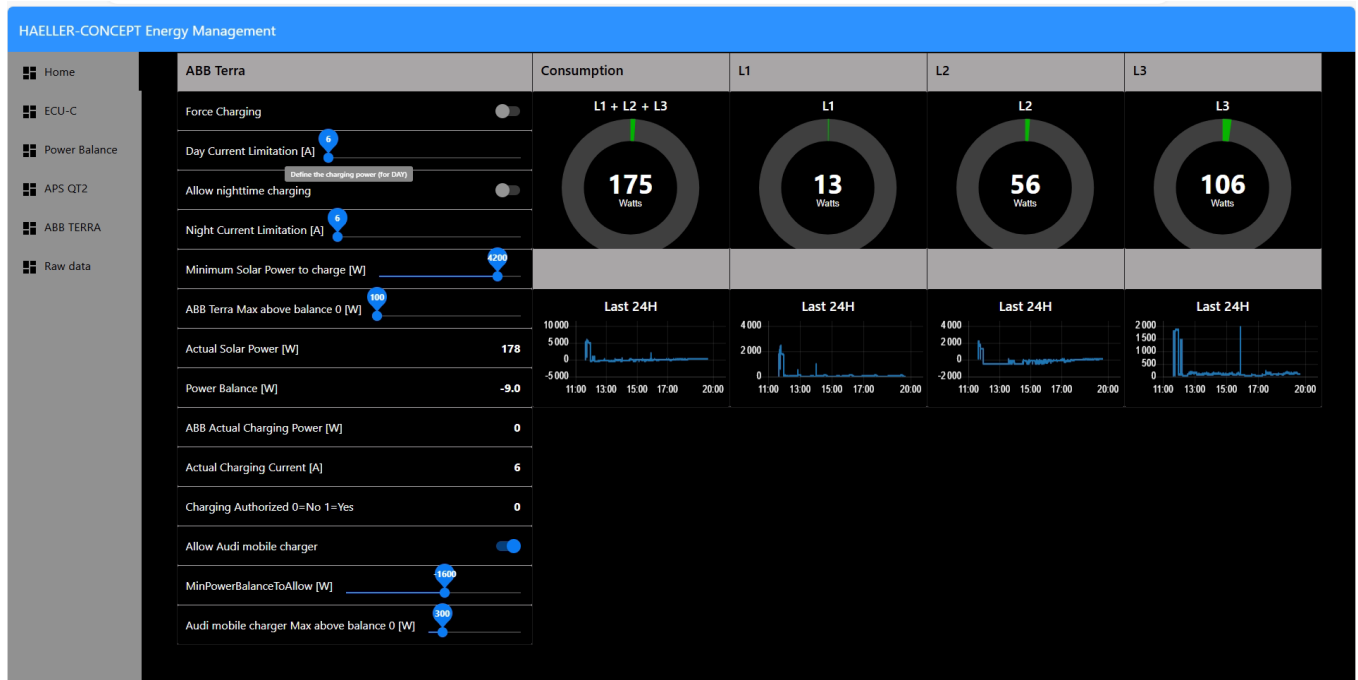 HAELLER-CONCEPT Energy Management
Home
ECU-C
Power Balance
APS QT2
ABB TERRA
Raw data
ABB Terra
Force Charging
Day Current Limitation [A] 6
Define the charging power (for DAY)
Allow nighttime charging
Night Current Limitation [A] 6
Minimum Solar Power to charge [W] 4200
ABB Terra Max above balance 0 [W] 100
Actual Solar Power [W] 178
Power Balance [W] -9.0
ABB Actual Charging Power [W] 0
Actual Charging Current [A] 6
Charging Authorized 0=No 1=Yes 0
Allow Audi mobile charger
MinPowerBalanceToAllow [W] -1600
Audi mobile charger Max above balance 0 [W] 300
Consumption L1 L2 L3
L1 + L2 + L3
175
Watts
L1
13
Watts
L2
56
Watts
L3
106
Watts
Last 24H
10 000
5 000
0
-5 000
11:00 13:00 15:00 17:00 20:00
Last 24H
4 000
2 000
0
11:00 13:00 15:00 17:00 20:00
Last 24H
4 000
2 000
0
-2 000
11:00 13:00 15:00 17:00 20:00
Last 24H
2 000
1 500
1 000
500
0
11:00 13:00 15:00 17:00 20:00